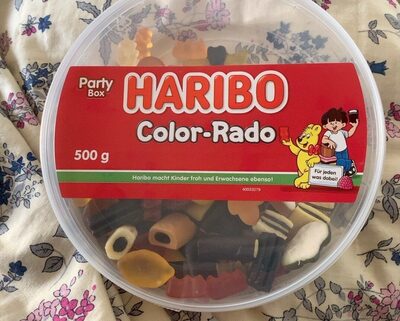 Party
Box
HARIBO
Color-Rado
500 g
Für jeden
was dabei!
Haribo macht Kinder froh und Erwachsene ebenso!